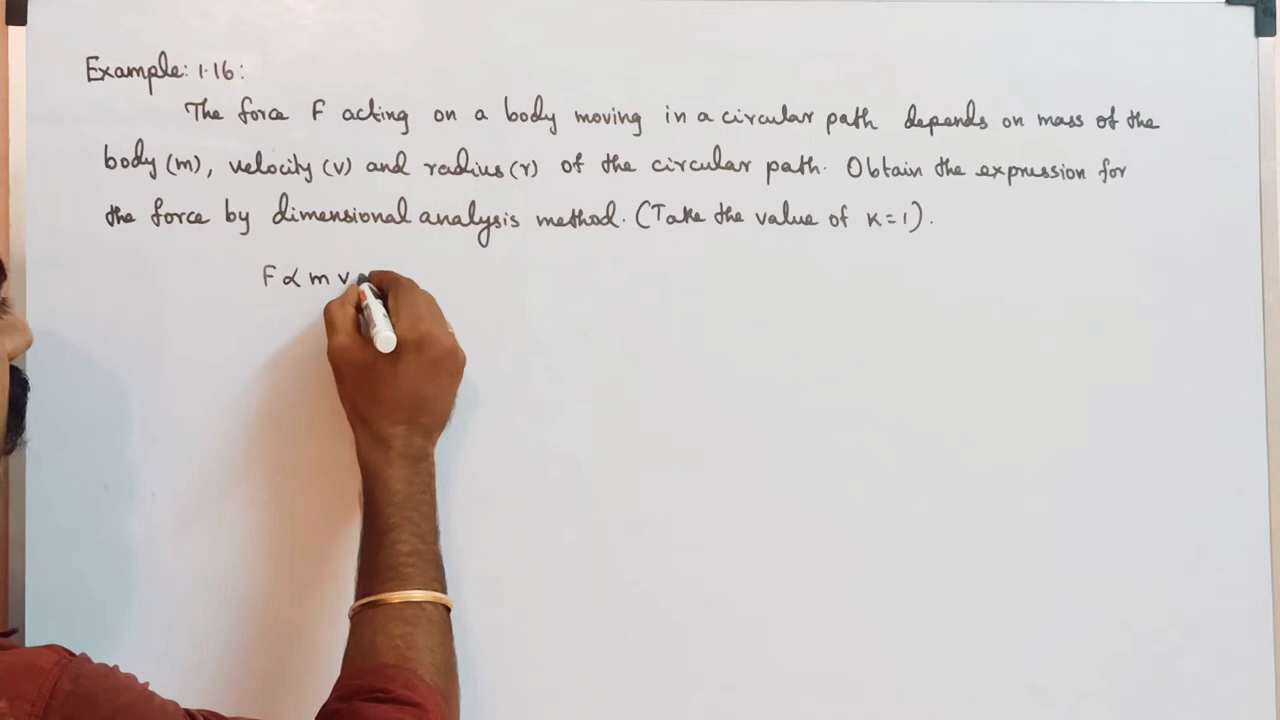 Example: 1.16:
The force F acting on a body moving in a circular path depends on mass of the
body (m), velocity (v) and radius (r) of the circular path. Obtain the expression for
the force by dimensional analysis method. (Take the value of K=1).
F ∝ m v